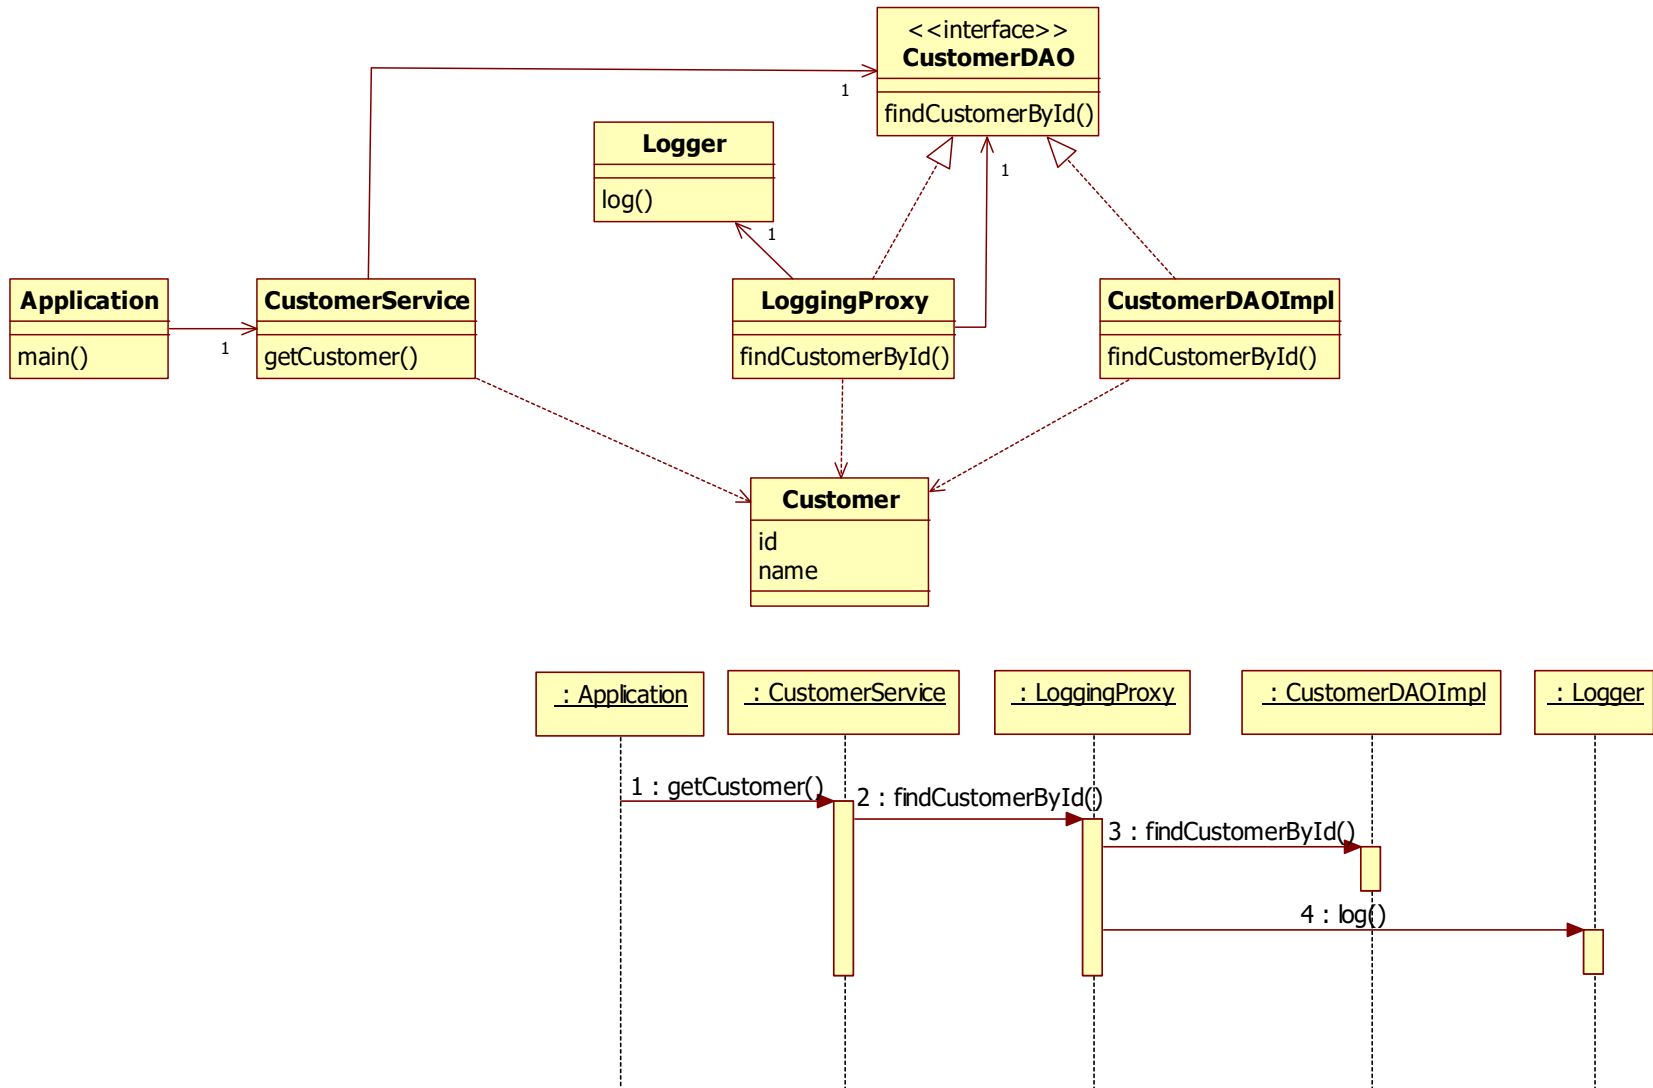 <<interface>>
CustomerDAO
findCustomerById()
1
1
Logger
log()
1
Application
main()
1
CustomerService
getCustomer()
LoggingProxy
findCustomerById()
CustomerDAOImpl
findCustomerById()
Customer
id
name
: Application
: CustomerService
: LoggingProxy
: CustomerDAOImpl
: Logger
1 : getCustomer()
2 : findCustomerById()
3 : findCustomerById()
4 : log()